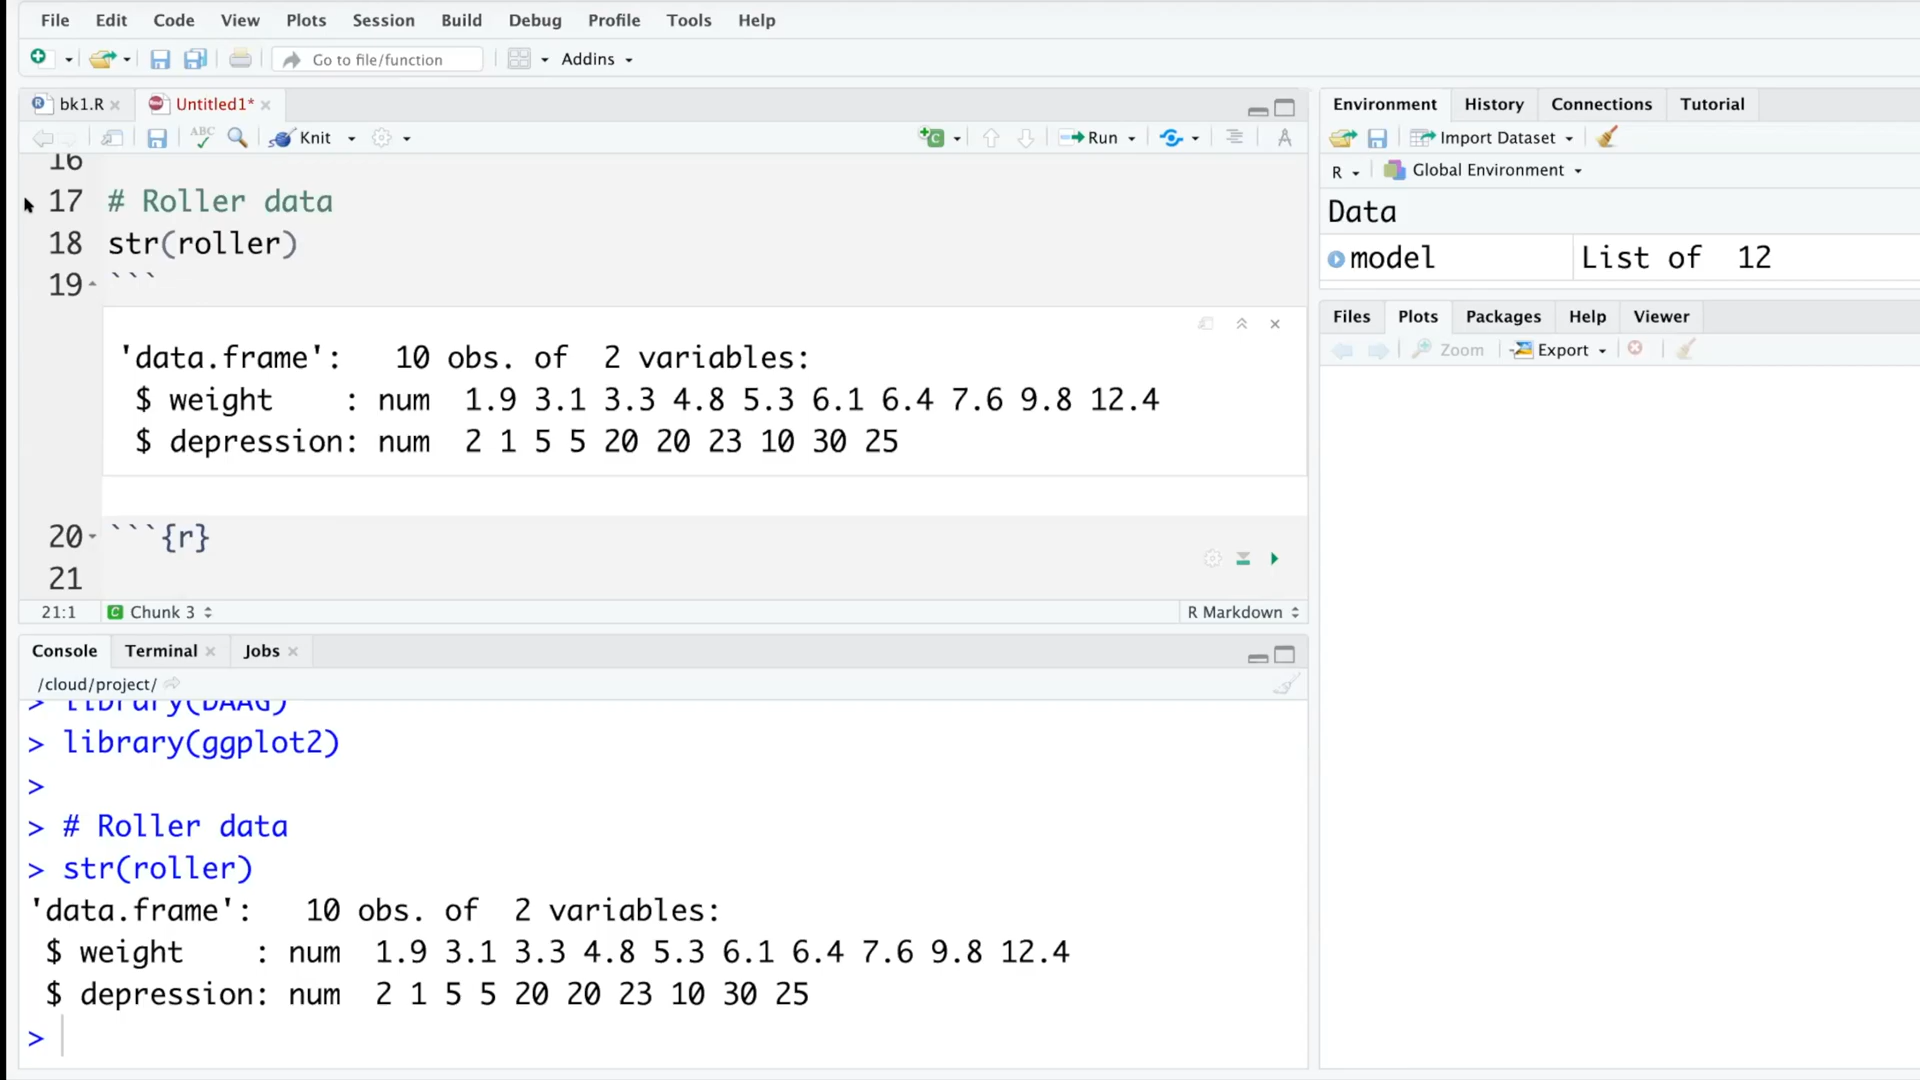 File Edit Code View Plots Session Build Debug Profile Tools Help
Go to file/function Addins
bk1.R Untitled1*
ABC Knit Run
16
17 # Roller data
18 str(roller)
19 ```
'data.frame': 10 obs. of 2 variables:
$ weight : num 1.9 3.1 3.3 4.8 5.3 6.1 6.4 7.6 9.8 12.4
$ depression: num 2 1 5 5 20 20 23 10 30 25
20 ```{r}
21
21:1 C Chunk 3 R Markdown
Console Terminal Jobs
/cloud/project/
> library(DAAG)
> library(ggplot2)
>
> # Roller data
> str(roller)
'data.frame': 10 obs. of 2 variables:
$ weight : num 1.9 3.1 3.3 4.8 5.3 6.1 6.4 7.6 9.8 12.4
$ depression: num 2 1 5 5 20 20 23 10 30 25
>
Environment History Connections Tutorial
Import Dataset
R Global Environment
Data
model List of 12
Files Plots Packages Help Viewer
Zoom Export